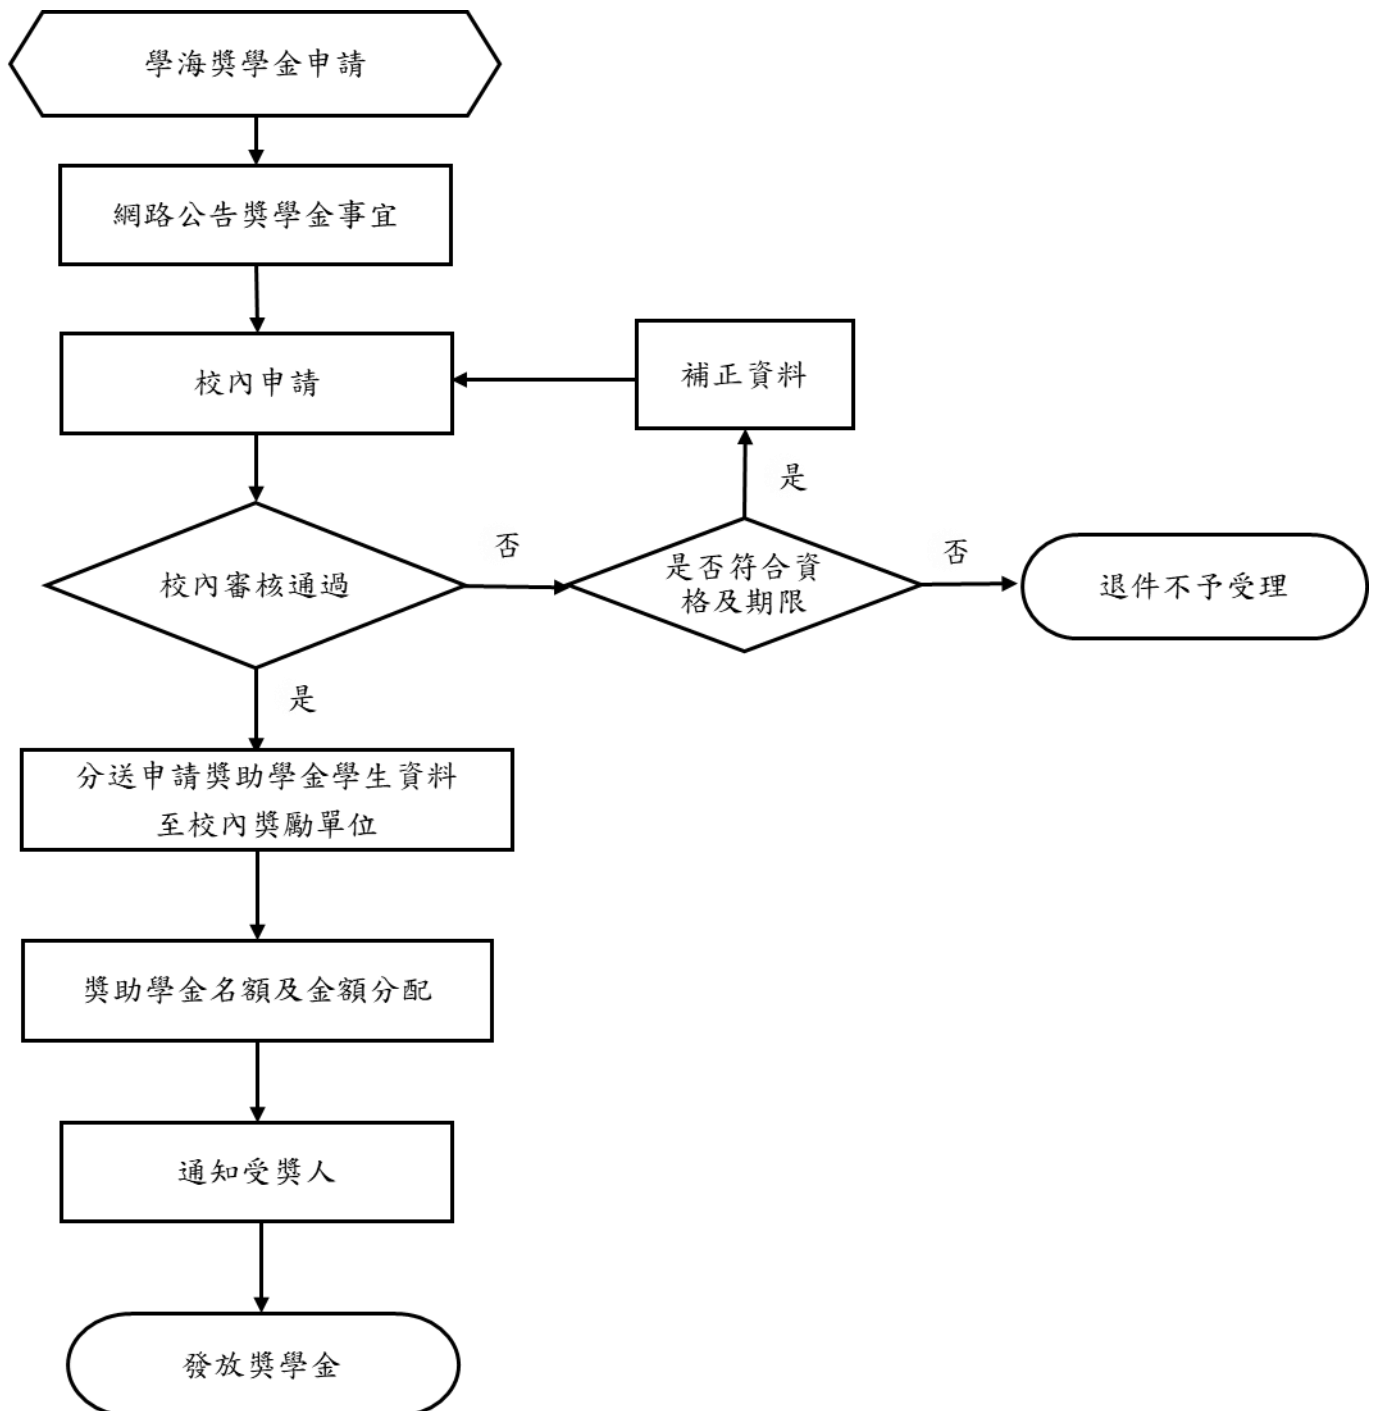 學海獎學金申請
網路公告獎學金事宜
校內申請
補正資料
是
否
校內審核通過
是否符合資
格及期限
否
退件不予受理
是
分送申請獎助學金學生資料
至校內獎勵單位
獎助學金名額及金額分配
通知受獎人
發放獎學金